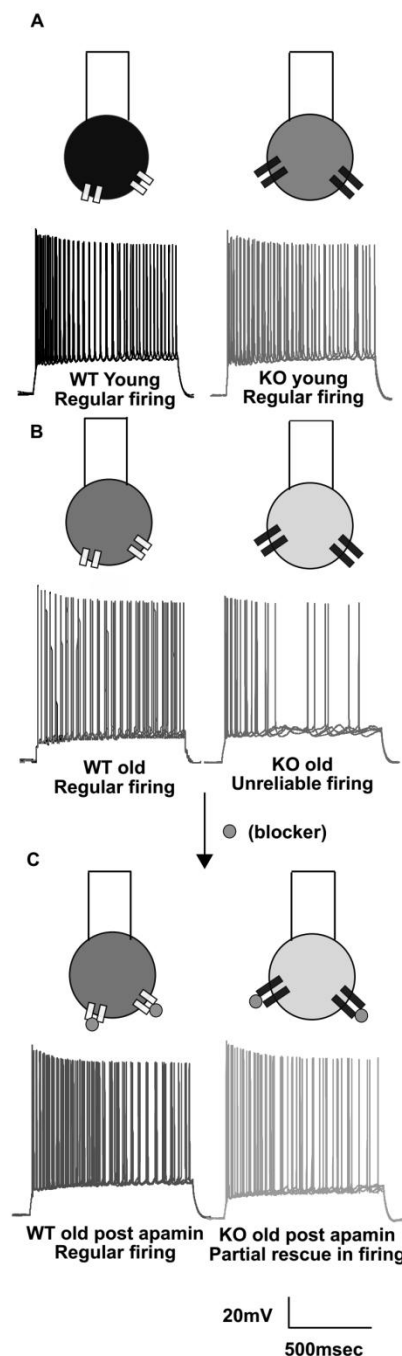 A
WT Young
Regular firing
KO young
Regular firing
B
WT old
Regular firing
KO old
Unreliable firing
(blocker)
C
WT old post apamin
Regular firing
KO old post apamin
Partial rescue in firing
20mV
500msec